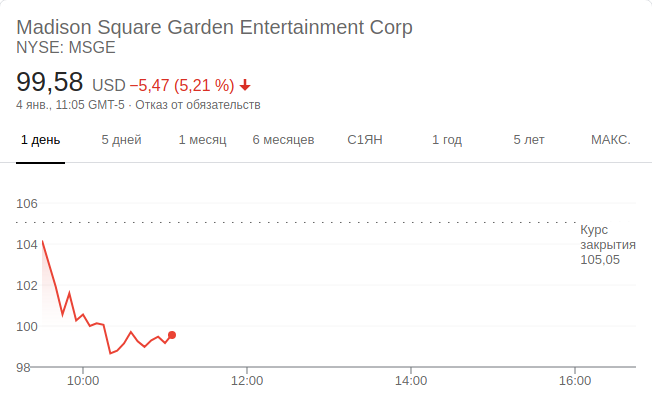 Madison Square Garden Entertainment Corp
NYSE: MSGE
99,58 USD −5,47 (5,21 %)
4 янв., 11:05 GMT-5 · Отказ от обязательств
1 день 5 дней 1 месяц 6 месяцев С1ЯН 1 год 5 лет МАКС.
106
Курс
закрытия
105,05
104
102
100
98
10:00 12:00 14:00 16:00